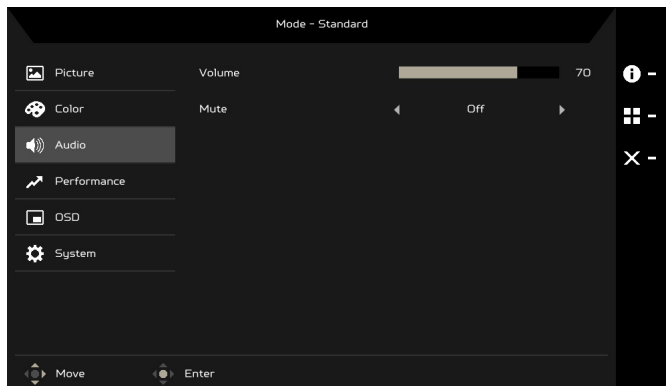 Mode - Standard
Picture
Volume 70
Color
Mute Off
Audio
Performance
OSD
System
Move Enter